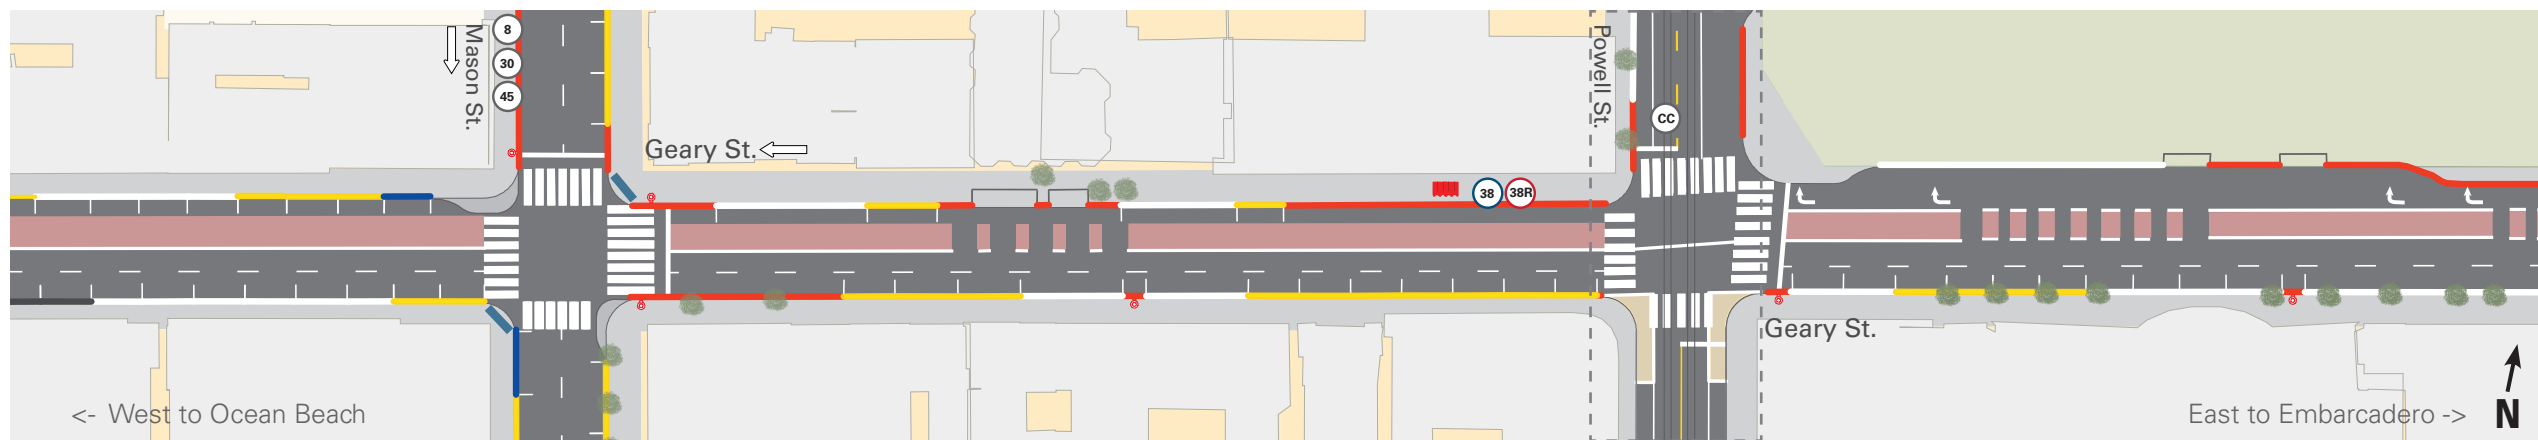 Mason St.
8
30
45
Geary St.
38
38R
Powell St.
CC
Geary St.
<- West to Ocean Beach
East to Embarcadero ->
N